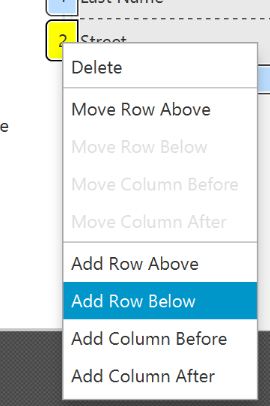 Last Name
2 Street
e
Delete
Move Row Above
Move Row Below
Move Column Before
Move Column After
Add Row Above
Add Row Below
Add Column Before
Add Column After